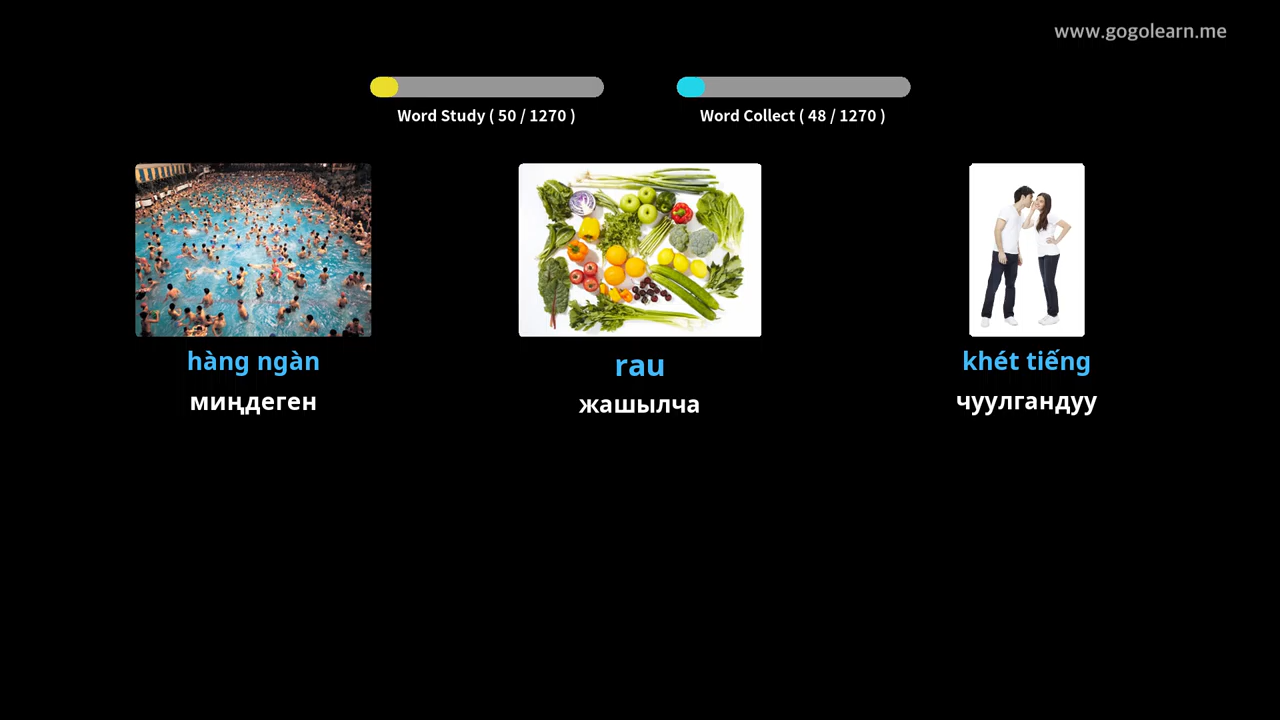 www.gogolearn.me
Word Study ( 50 / 1270 )
Word Collect ( 48 / 1270 )
hàng ngàn
миңдеген
rau
жашылча
khét tiếng
чуулгандуу